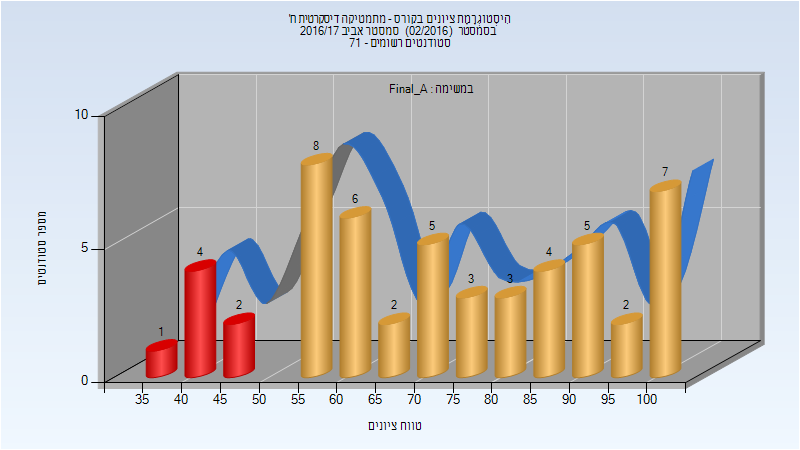 היסטוגרמת ציונים בקורס - מתמטיקה דיסקרטית ח'
בסמסטר (02/2016) סמסטר אביב 2016/17
סטודנטים רשומים - 71
במשימה : Final_A
10
5
0
מספר סטודנטים
1
4
2
8
6
2
5
3
3
4
5
2
7
35 40 45 50 55 60 65 70 75 80 85 90 95 100
טווח ציונים